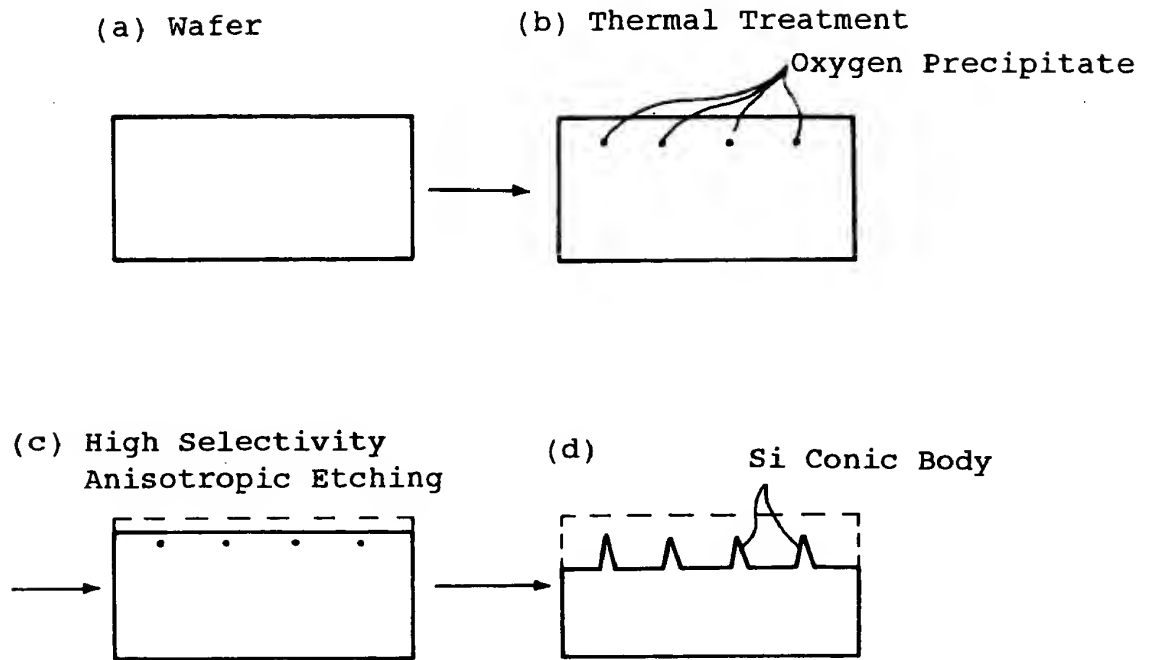 (a) Wafer
(b) Thermal Treatment
Oxygen Precipitate
(c) High Selectivity
Anisotropic Etching
(d)
Si Conic Body